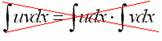 ∫uvdx = ∫udx · ∫vdx